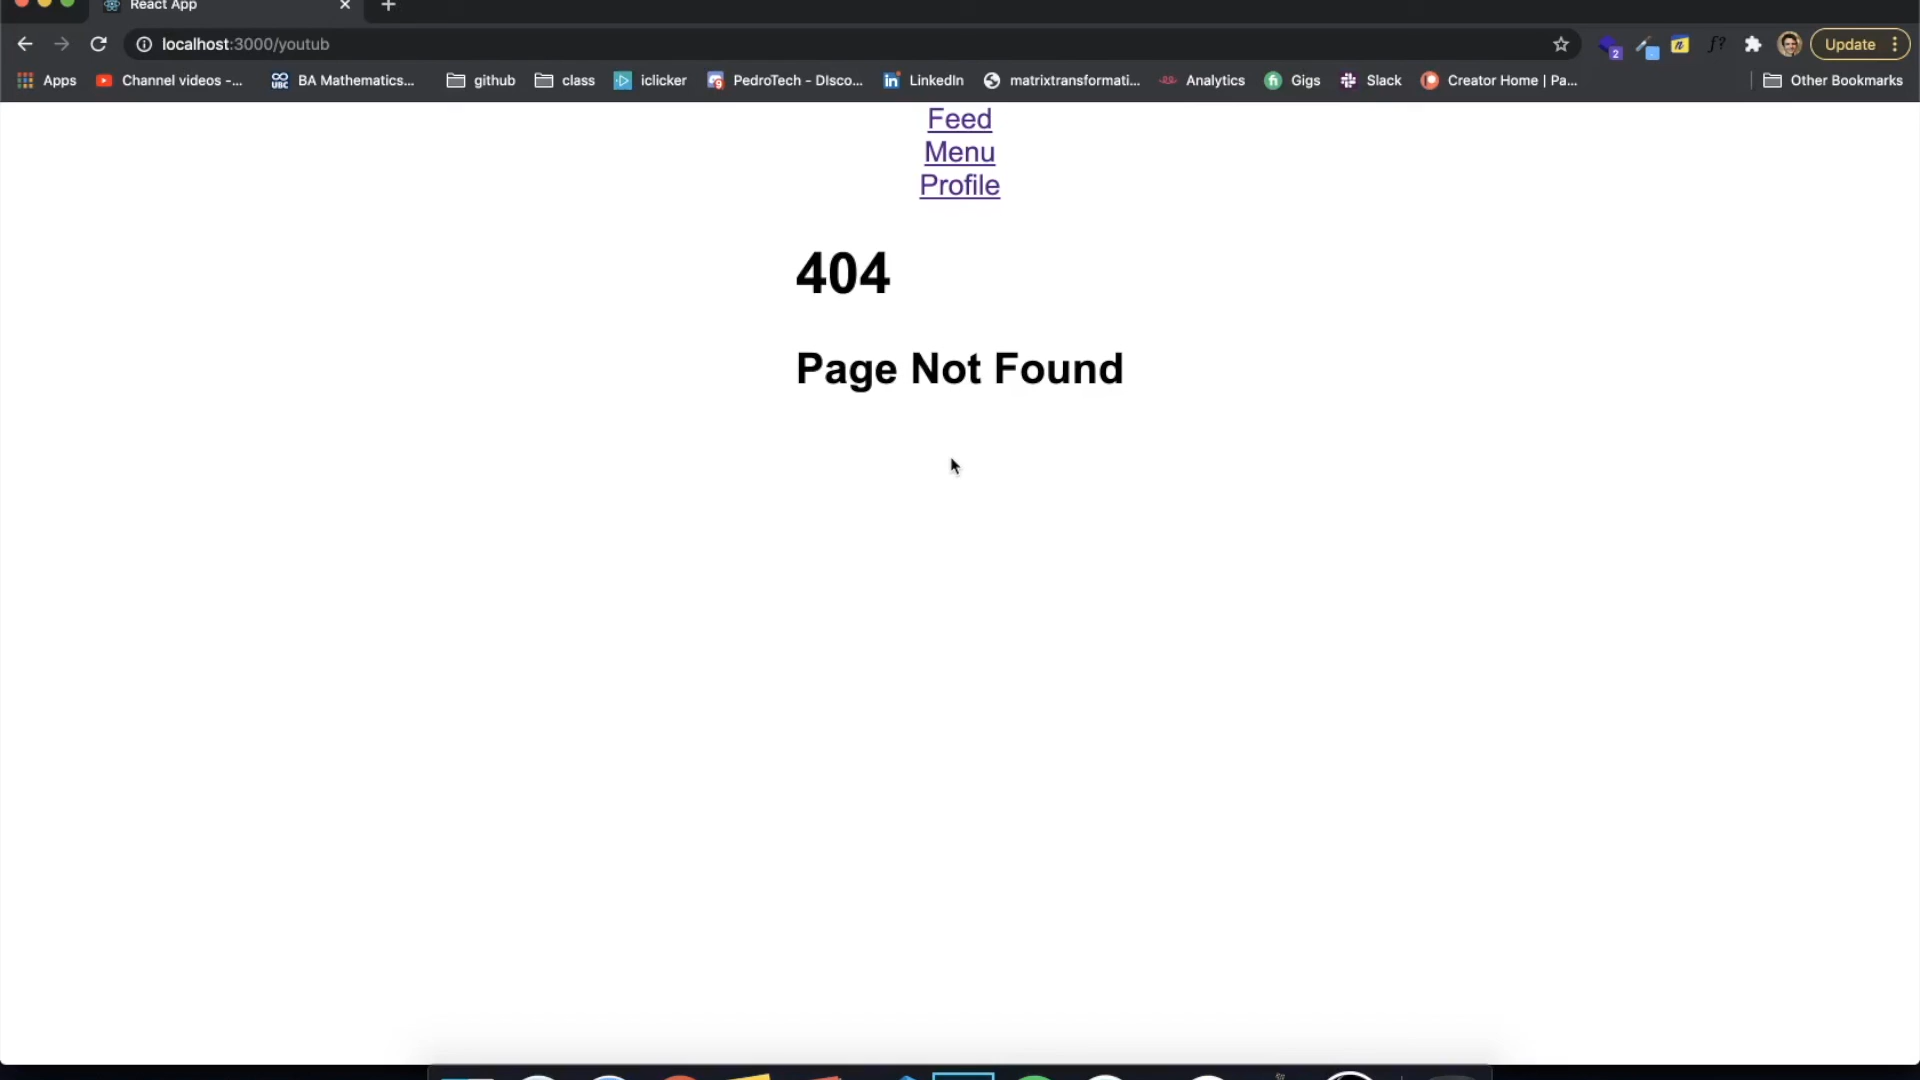 React App
localhost:3000/youtub
Update
2
Apps
Channel videos -...
BA Mathematics...
github
class
iclicker
PedroTech - DIsco...
LinkedIn
matrixtransformati...
Analytics
Gigs
Slack
Creator Home | Pa...
Other Bookmarks
Feed
Menu
Profile
404
Page Not Found